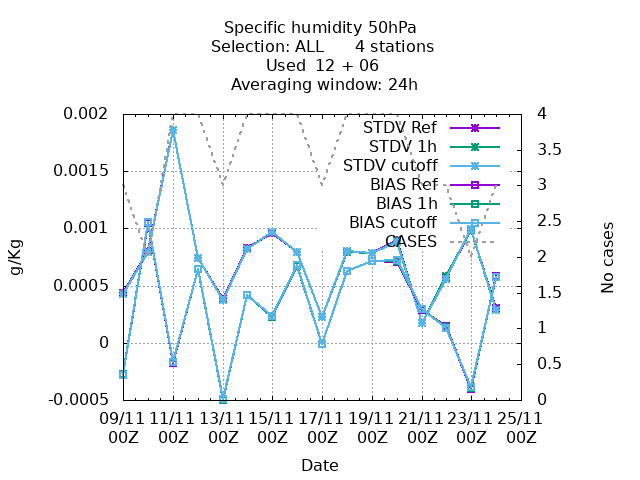 Specific humidity 50hPa
Selection: ALL 4 stations
Used 12 + 06
Averaging window: 24h
STDV Ref
STDV 1h
STDV cutoff
BIAS Ref
BIAS 1h
BIAS cutoff
CASES
0.002
0.0015
0.001
0.0005
0
-0.0005
g/Kg
4
3.5
3
2.5
2
1.5
1
0.5
0
No cases
09/11 11/11 13/11 15/11 17/11 19/11 21/11 23/11 25/11
00Z 00Z 00Z 00Z 00Z 00Z 00Z 00Z 00Z
Date